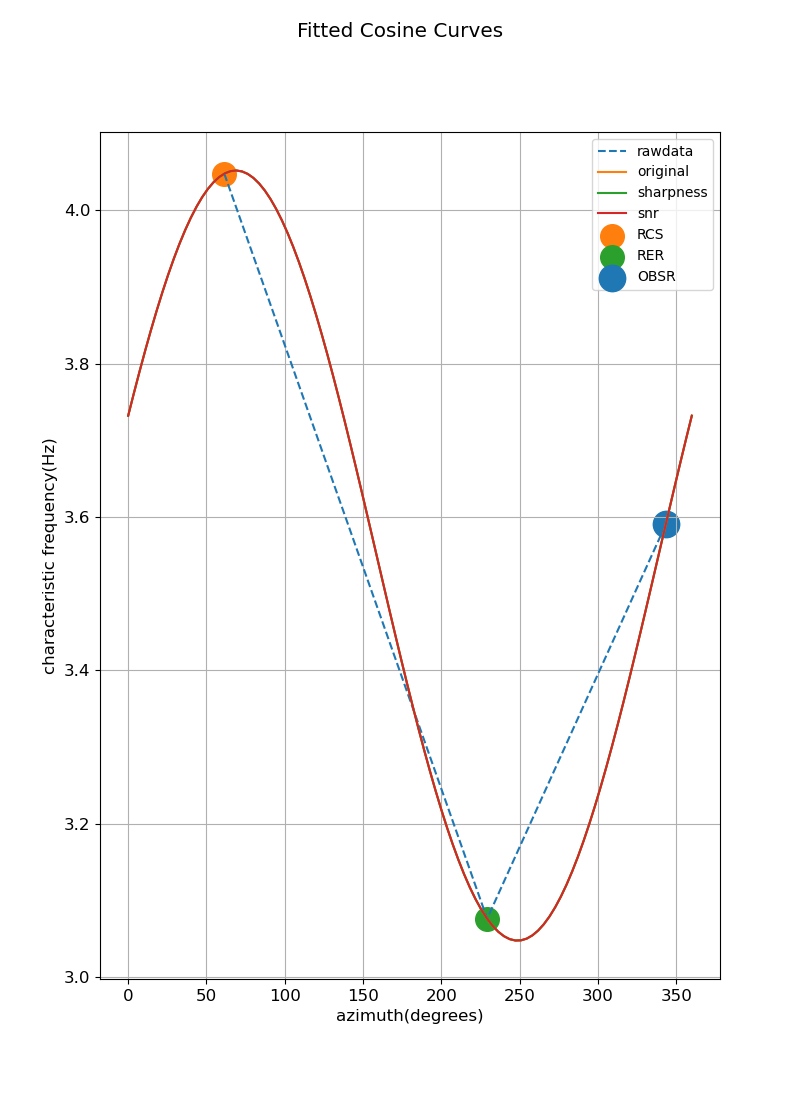 Fitted Cosine Curves
rawdata
original
sharpness
snr
RCS
RER
OBSR
characteristic frequency(Hz)
4.0
3.8
3.6
3.4
3.2
3.0
0 50 100 150 200 250 300 350
azimuth(degrees)